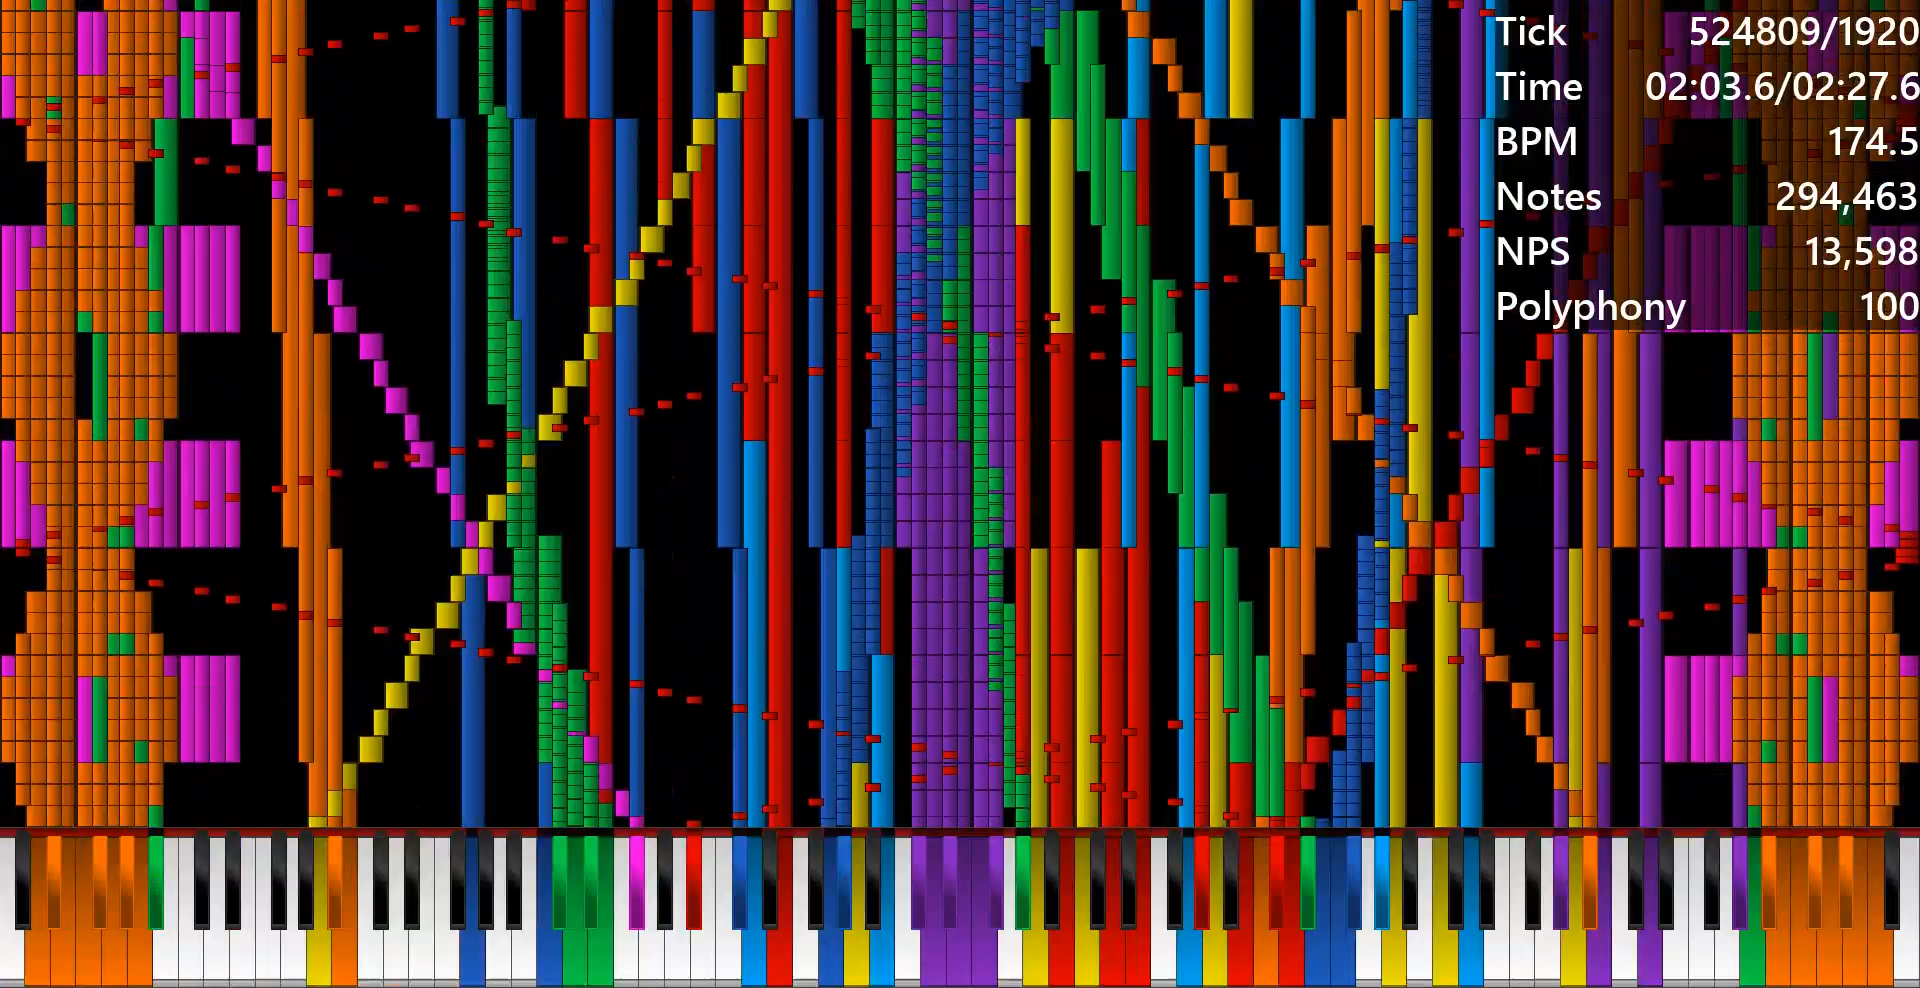 Tick 524809/1920
Time 02:03.6/02:27.6
BPM 174.5
Notes 294,463
NPS 13,598
Polyphony 100